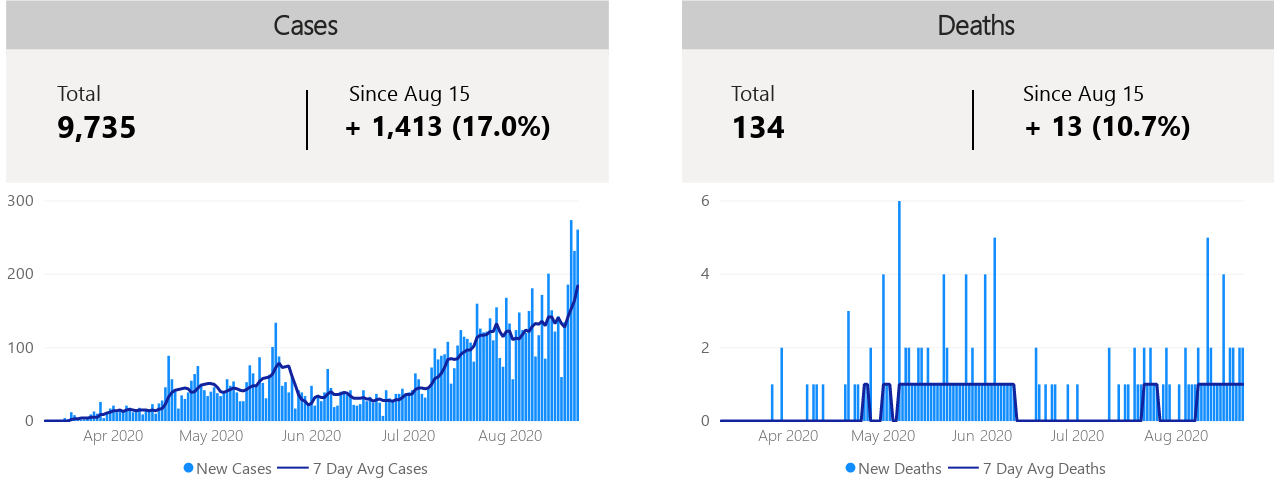 Cases
Total
Since Aug 15
9,735
+ 1,413 (17.0%)
300
200
100
0
Apr 2020 May 2020 Jun 2020 Jul 2020 Aug 2020
New Cases 7 Day Avg Cases
Deaths
Total
Since Aug 15
134
+ 13 (10.7%)
6
4
2
0
Apr 2020 May 2020 Jun 2020 Jul 2020 Aug 2020
New Deaths 7 Day Avg Deaths